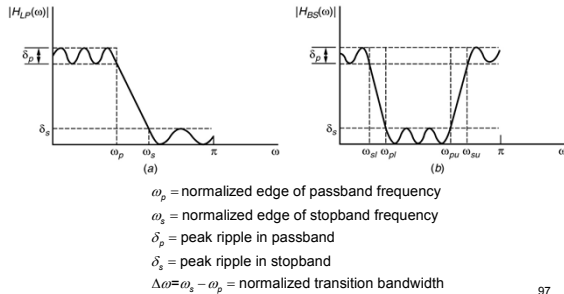 |H_LP(ω)|
δ_p
δ_s
ω_p ω_s π ω
(a)
|H_BS(ω)|
δ_p
δ_s
ω_sl ω_pl ω_pu ω_su π ω
(b)
ω_p = normalized edge of passband frequency
ω_s = normalized edge of stopband frequency
δ_p = peak ripple in passband
δ_s = peak ripple in stopband
Δω=ω_s − ω_p = normalized transition bandwidth
97